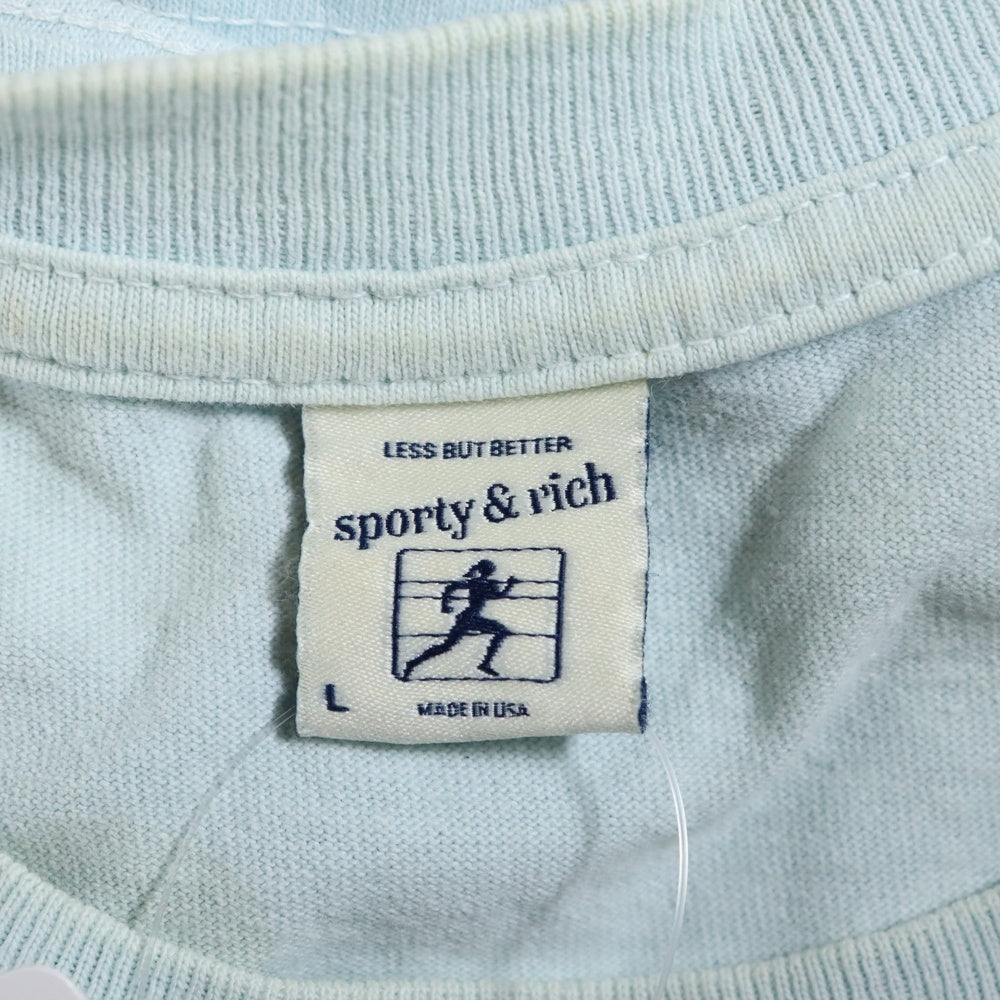 LESS BUT BETTER
sporty & rich
L
MADE IN USA